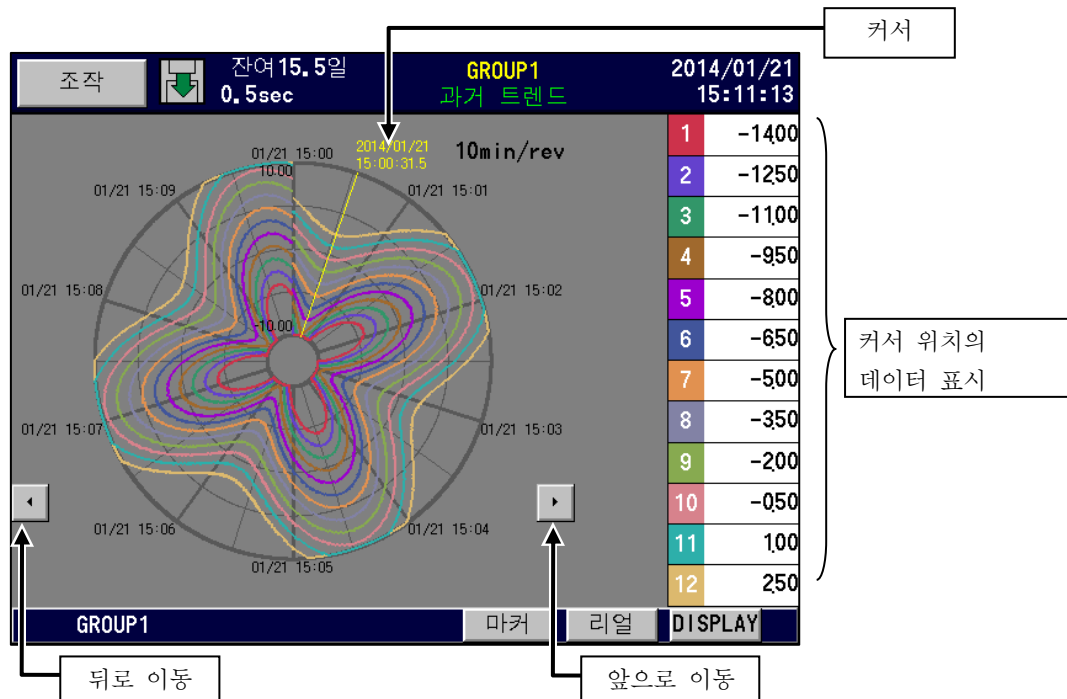 커서
조작
잔여15.5일
0.5sec
GROUP1
과거 트렌드
2014/01/21
15:11:13
01/21 15:00
2014/01/21
15:00:31.5
10min/rev
10.00
01/21 15:09
01/21 15:01
01/21 15:08
01/21 15:02
-10.00
01/21 15:07
01/21 15:03
01/21 15:06
01/21 15:04
01/21 15:05
1 -14.00
2 -12.50
3 -11.00
4 -9.50
5 -8.00
6 -6.50
7 -5.00
8 -3.50
9 -2.00
10 -0.50
11 1.00
12 2.50
커서 위치의
데이터 표시
GROUP1
마커
리얼
DISPLAY
뒤로 이동
앞으로 이동